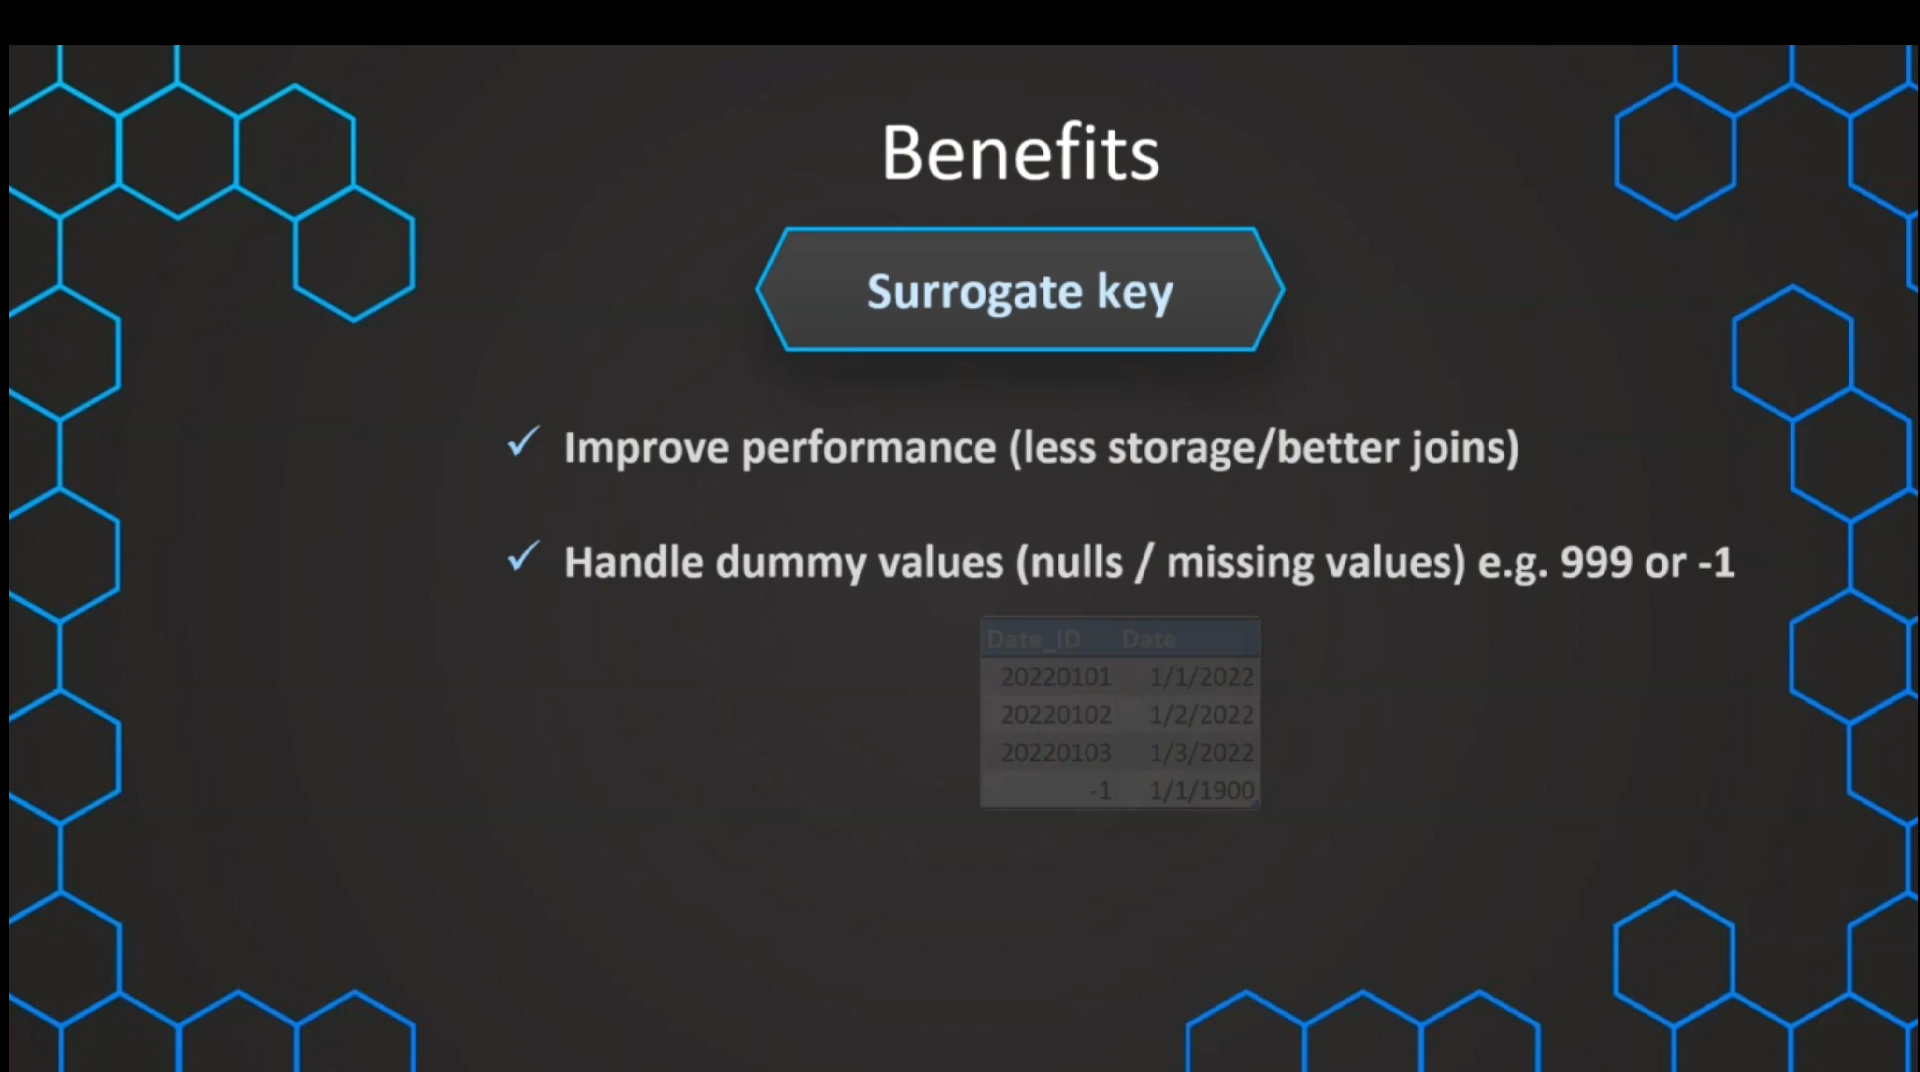 Benefits
Surrogate key
✓ Improve performance (less storage/better joins)
✓ Handle dummy values (nulls / missing values) e.g. 999 or -1
Date_ID Date
20220101 1/1/2022
20220102 1/2/2022
20220103 1/3/2022
-1 1/1/1900